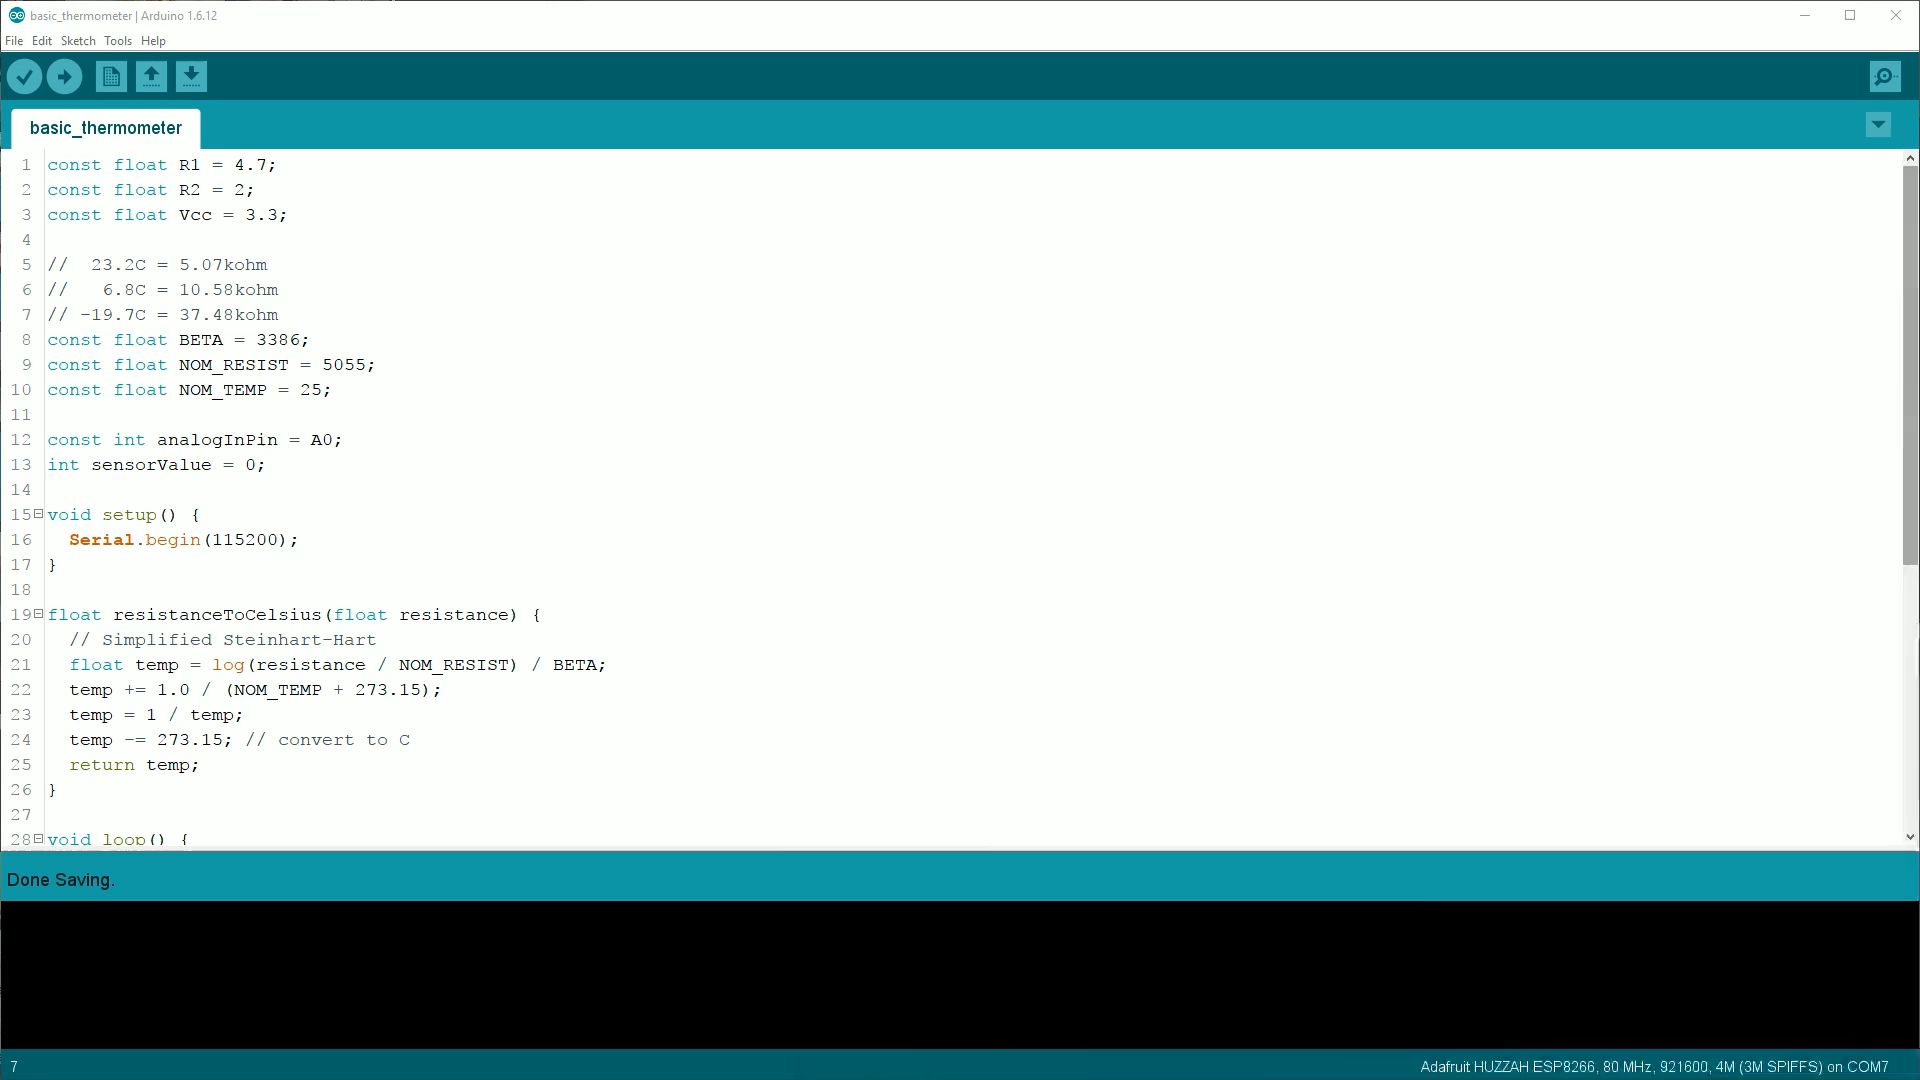 basic_thermometer | Arduino 1.6.12
File Edit Sketch Tools Help
basic_thermometer
1 const float R1 = 4.7;
2 const float R2 = 2;
3 const float Vcc = 3.3;
4
5 //  23.2C = 5.07kohm
6 //   6.8C = 10.58kohm
7 // -19.7C = 37.48kohm
8 const float BETA = 3386;
9 const float NOM_RESIST = 5055;
10 const float NOM_TEMP = 25;
11
12 const int analogInPin = A0;
13 int sensorValue = 0;
14
15 void setup() {
16   Serial.begin(115200);
17 }
18
19 float resistanceToCelsius(float resistance) {
20   // Simplified Steinhart-Hart
21   float temp = log(resistance / NOM_RESIST) / BETA;
22   temp += 1.0 / (NOM_TEMP + 273.15);
23   temp = 1 / temp;
24   temp -= 273.15; // convert to C
25   return temp;
26 }
27
28 void loop() {
Done Saving.
7 Adafruit HUZZAH ESP8266, 80 MHz, 921600, 4M (3M SPIFFS) on COM7